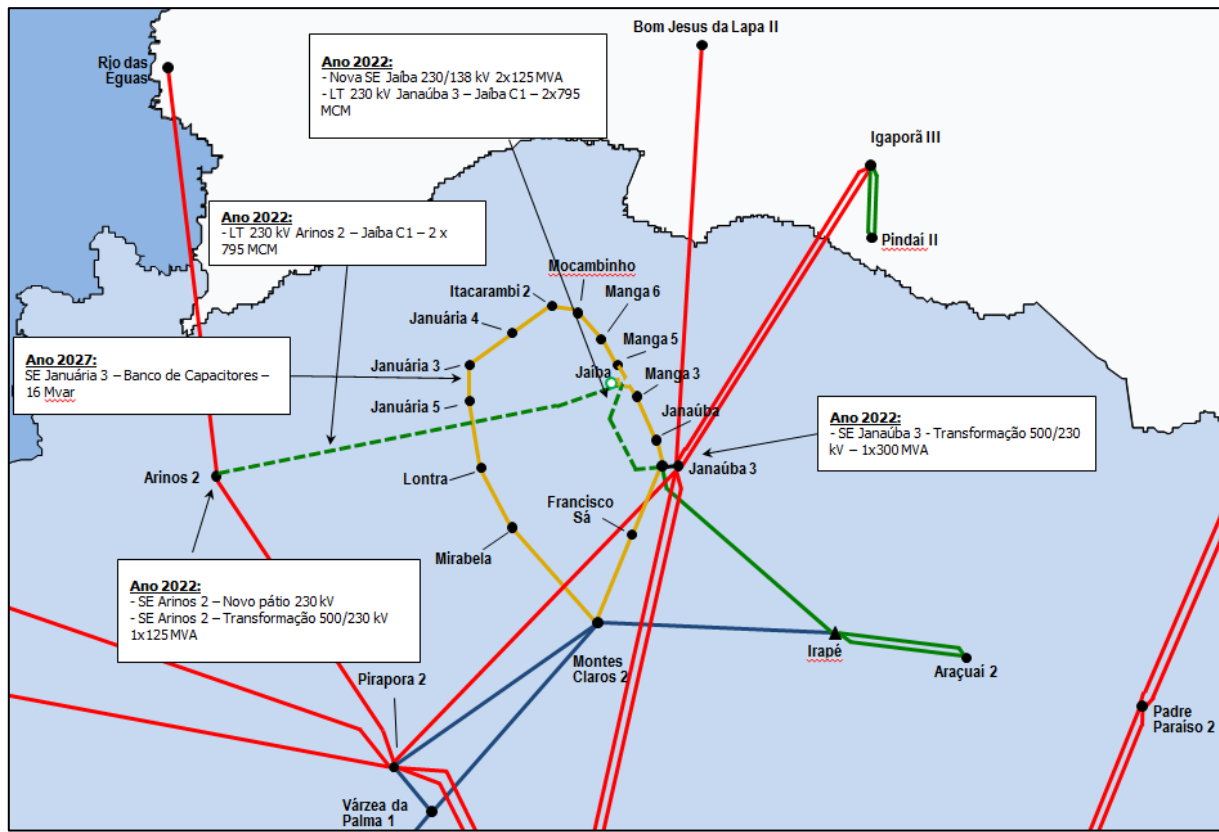 Bom Jesus da Lapa II
Rio das
Éguas
Ano 2022:
- Nova SE Jaíba 230/138 kV 2x125 MVA
- LT 230 kV Janaúba 3 – Jaíba C1 – 2x795
MCM
Igaporã III
Ano 2022:
- LT 230 kV Arinos 2 – Jaíba C1 – 2 x
795 MCM
Pindaí II
Mocambinho
Itacarambi 2
Manga 6
Januária 4
Manga 5
Ano 2027:
SE Januária 3 – Banco de Capacitores –
16 Mvar
Januária 3
Jaíba
Manga 3
Januária 5
Janaúba
Ano 2022:
- SE Janaúba 3 - Transformação 500/230
kV – 1x300 MVA
Arinos 2
Lontra
Janaúba 3
Francisco
Sá
Mirabela
Ano 2022:
- SE Arinos 2 – Novo pátio 230 kV
- SE Arinos 2 – Transformação 500/230 kV
1x125 MVA
Montes
Claros 2
Irapé
Araçuaí 2
Pirapora 2
Padre
Paraíso 2
Várzea da
Palma 1